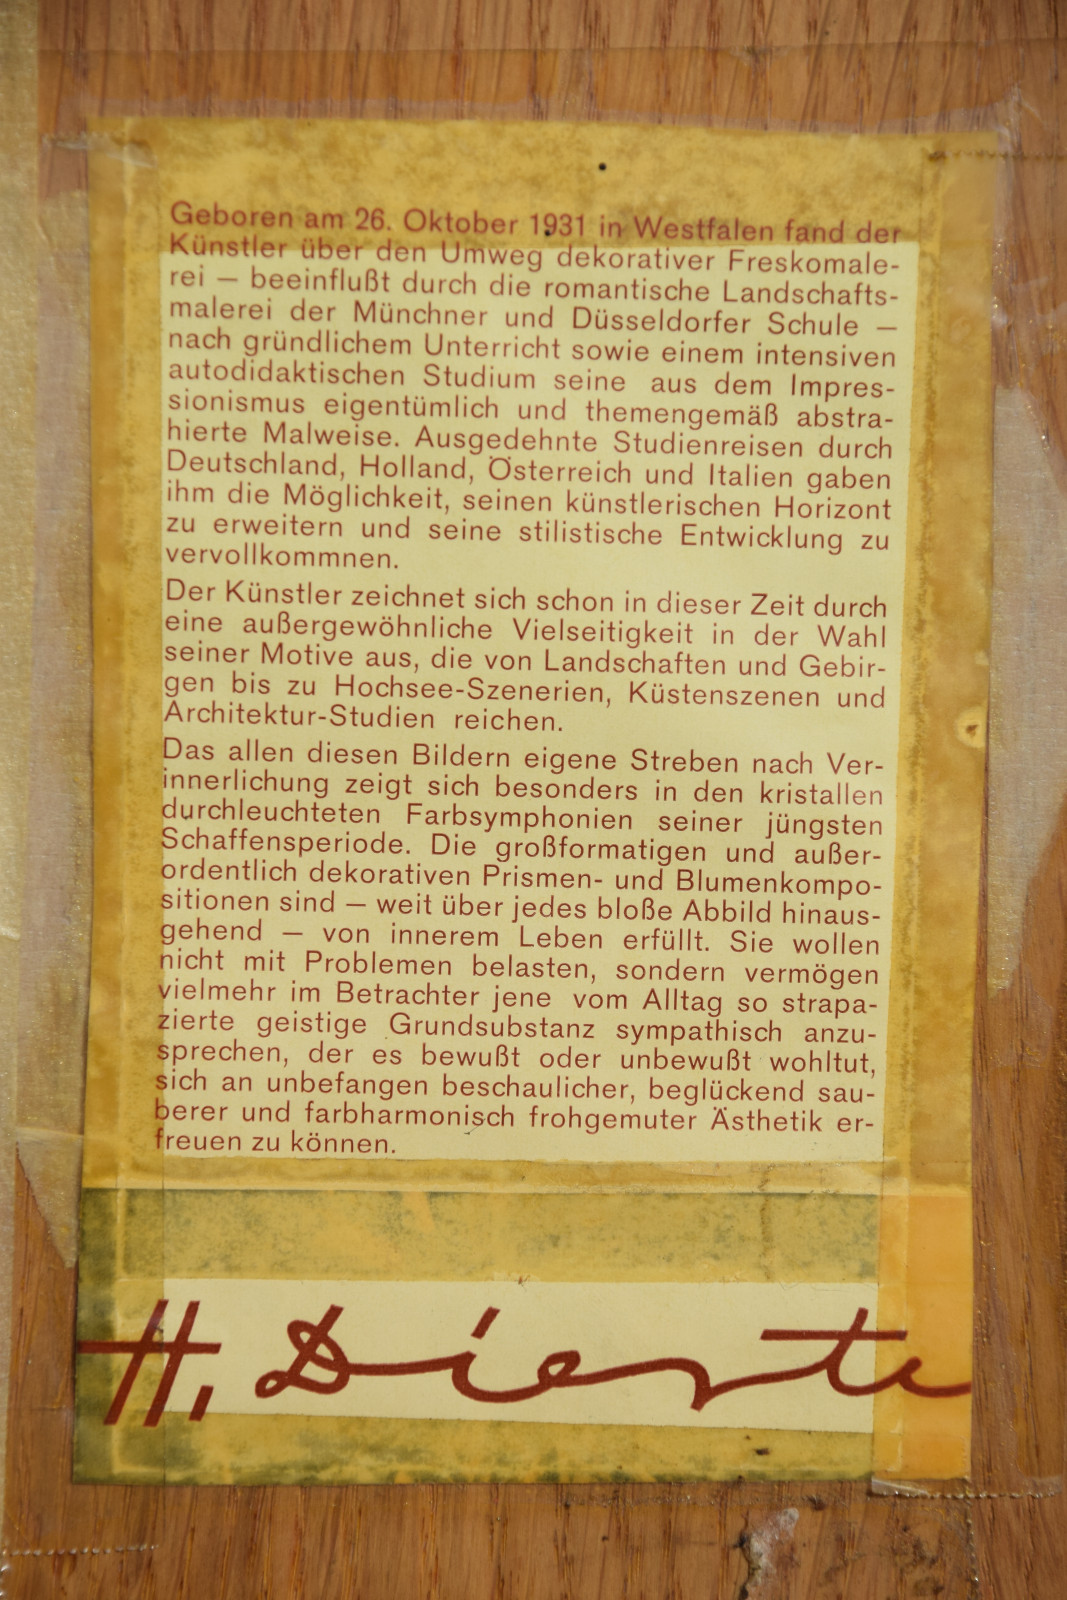 Geboren am 26. Oktober 1931 in Westfalen fand der
Künstler über den Umweg dekorativer Freskomale-
rei — beeinflußt durch die romantische Landschafts-
malerei der Münchner und Düsseldorfer Schule —
nach gründlichem Unterricht sowie einem intensiven
autodidaktischen Studium seine aus dem Impres-
sionismus eigentümlich und themengemäß abstra-
hierte Malweise. Ausgedehnte Studienreisen durch
Deutschland, Holland, Österreich und Italien gaben
ihm die Möglichkeit, seinen künstlerischen Horizont
zu erweitern und seine stilistische Entwicklung zu
vervollkommnen.
Der Künstler zeichnet sich schon in dieser Zeit durch
eine außergewöhnliche Vielseitigkeit in der Wahl
seiner Motive aus, die von Landschaften und Gebir-
gen bis zu Hochsee-Szenerien, Küstenszenen und
Architektur-Studien reichen.
Das allen diesen Bildern eigene Streben nach Ver-
innerlichung zeigt sich besonders in den kristallen
durchleuchteten Farbsymphonien seiner jüngsten
Schaffensperiode. Die großformatigen und außer-
ordentlich dekorativen Prismen- und Blumenkompo-
sitionen sind — weit über jedes bloße Abbild hinaus-
gehend — von innerem Leben erfüllt. Sie wollen
nicht mit Problemen belasten, sondern vermögen
vielmehr im Betrachter jene vom Alltag so strapa-
zierte geistige Grundsubstanz sympathisch anzu-
sprechen, der es bewußt oder unbewußt wohltut,
sich an unbefangen beschaulicher, beglückend sau-
berer und farbharmonisch frohgemuter Ästhetik er-
freuen zu können.
H.